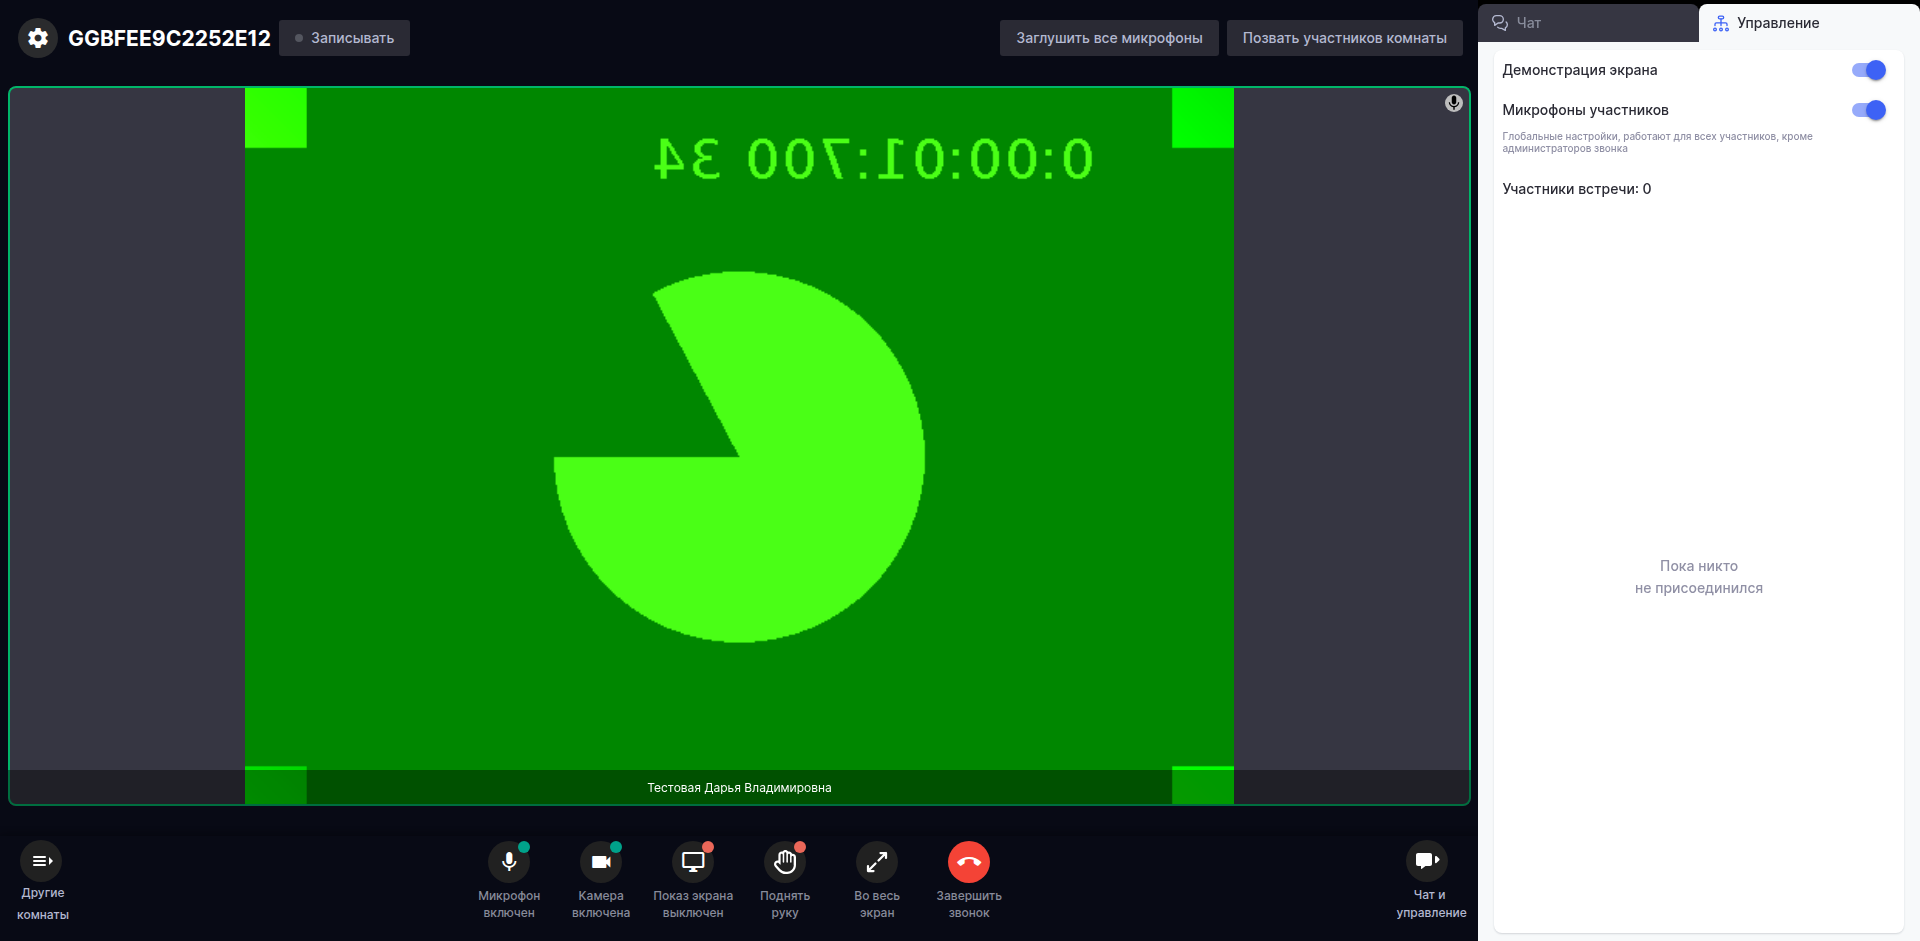 GGBFEE9C2252E12
Записывать
Заглушить все микрофоны
Позвать участников комнаты
Чат
Управление
0:00:01:700 34
Тестовая Дарья Владимировна
Демонстрация экрана
Микрофоны участников
Глобальные настройки, работают для всех участников, кроме
администраторов звонка
Участники встречи: 0
Пока никто
не присоединился
Другие
комнаты
Микрофон
включен
Камера
включена
Показ экрана
выключен
Поднять
руку
Во весь
экран
Завершить
звонок
Чат и
управление